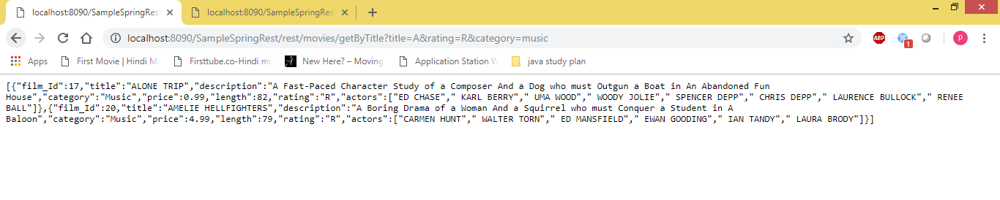 localhost:8090/SampleSpringRes
localhost:8090/SampleSpringRes
localhost:8090/SampleSpringRest/rest/movies/getByTitle?title=A&rating=R&category=music
ABP
1
P
Apps
First Movie | Hindi M
Firsttube.co-Hindi mo
New Here? – Moving
Application Station W
java study plan
[{"film_Id":17,"title":"ALONE TRIP","description":"A Fast-Paced Character Study of a Composer And a Dog who must Outgun a Boat in An Abandoned Fun
House","category":"Music","price":0.99,"length":82,"rating":"R","actors":["ED CHASE"," KARL BERRY"," UMA WOOD"," WOODY JOLIE"," SPENCER DEPP"," CHRIS DEPP"," LAURENCE BULLOCK"," RENEE
BALL"]},{"film_Id":20,"title":"AMELIE HELLFIGHTERS","description":"A Boring Drama of a Woman And a Squirrel who must Conquer a Student in A
Baloon","category":"Music","price":4.99,"length":79,"rating":"R","actors":["CARMEN HUNT"," WALTER TORN"," ED MANSFIELD"," EWAN GOODING"," IAN TANDY"," LAURA BRODY"]}]